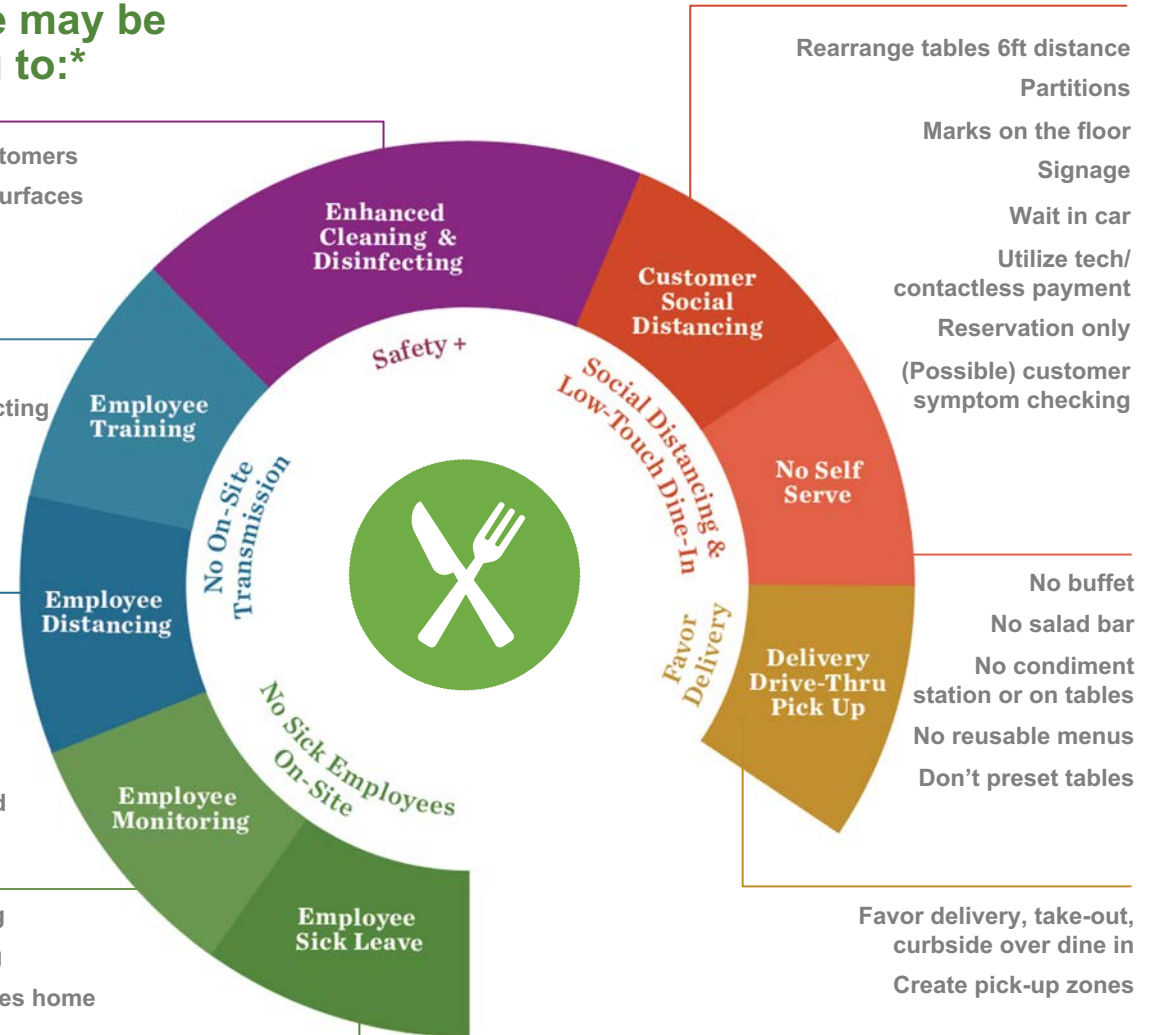 e may be
to:*
tomers
urfaces
cting
d
g
es home
Enhanced
Cleaning &
Disinfecting
Customer
Social
Distancing
No Self
Serve
Delivery
Drive-Thru
Pick Up
Employee
Training
Employee
Distancing
Employee
Monitoring
Employee
Sick Leave
Safety +
Social Distancing &
Low-Touch Dine-In
Favor
Delivery
No On-Site
Transmission
No Sick Employees
On-Site
Rearrange tables 6ft distance
Partitions
Marks on the floor
Signage
Wait in car
Utilize tech/
contactless payment
Reservation only
(Possible) customer
symptom checking
No buffet
No salad bar
No condiment
station or on tables
No reusable menus
Don’t preset tables
Favor delivery, take-out,
curbside over dine in
Create pick-up zones